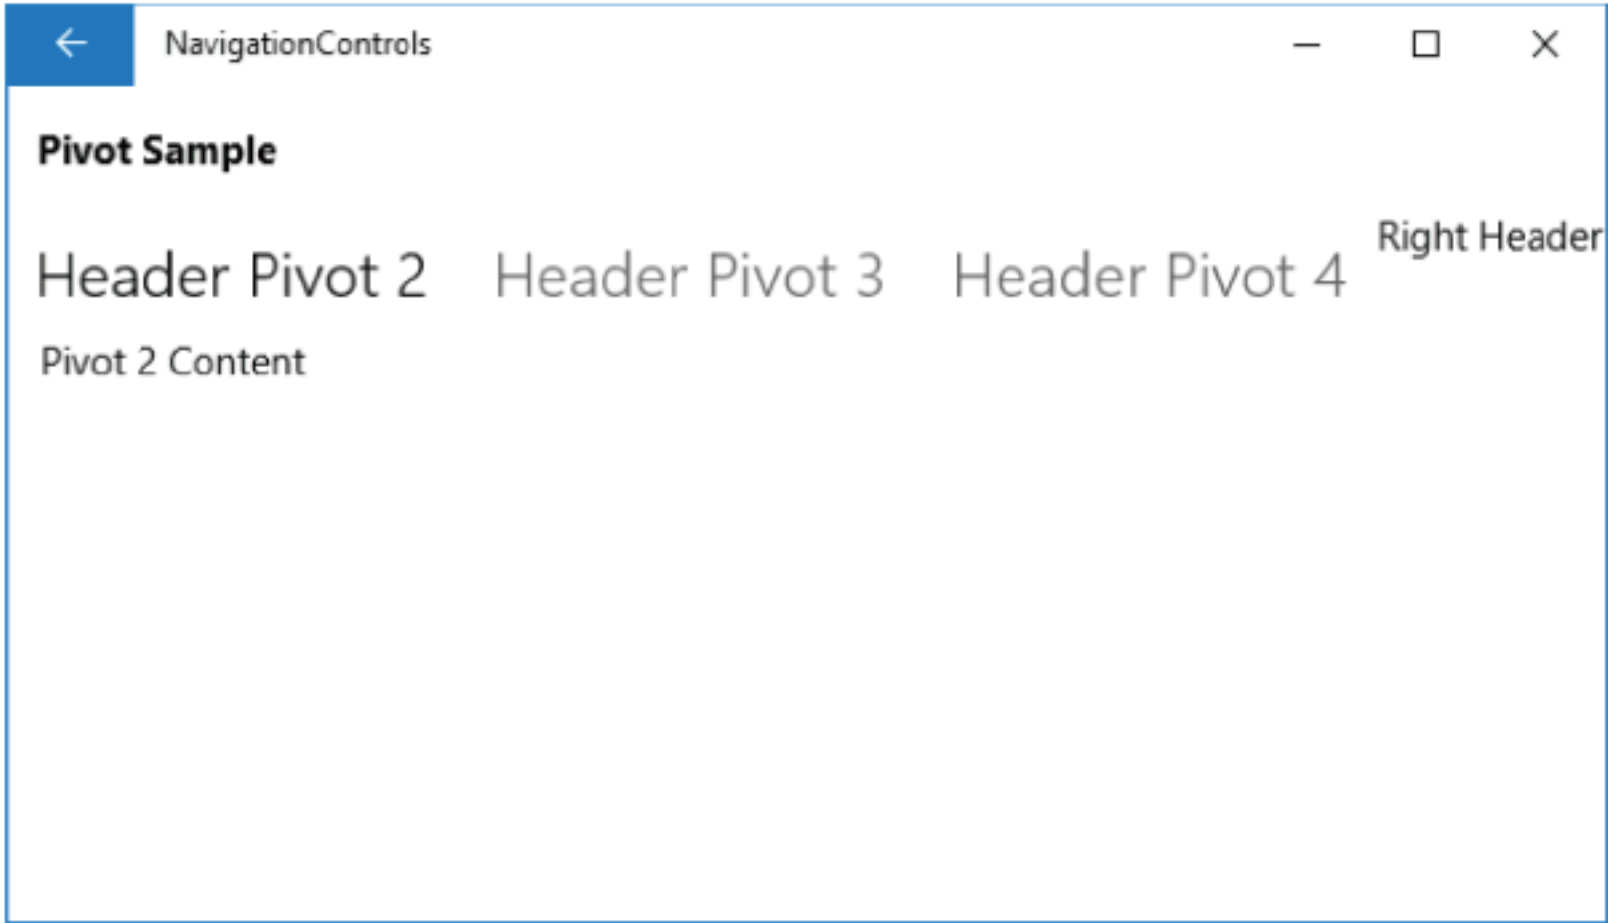 NavigationControls
Pivot Sample
Header Pivot 2 Header Pivot 3 Header Pivot 4 Right Header
Pivot 2 Content